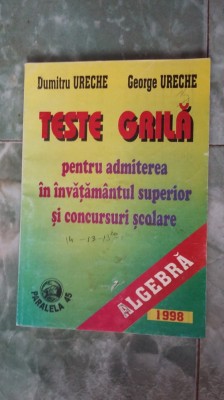 Dumitru URECHE George URECHE
TESTE GRILĂ
pentru admiterea
în învăţământul superior
şi concursuri şcolare
ALGEBRĂ
1998
PARALELA 45